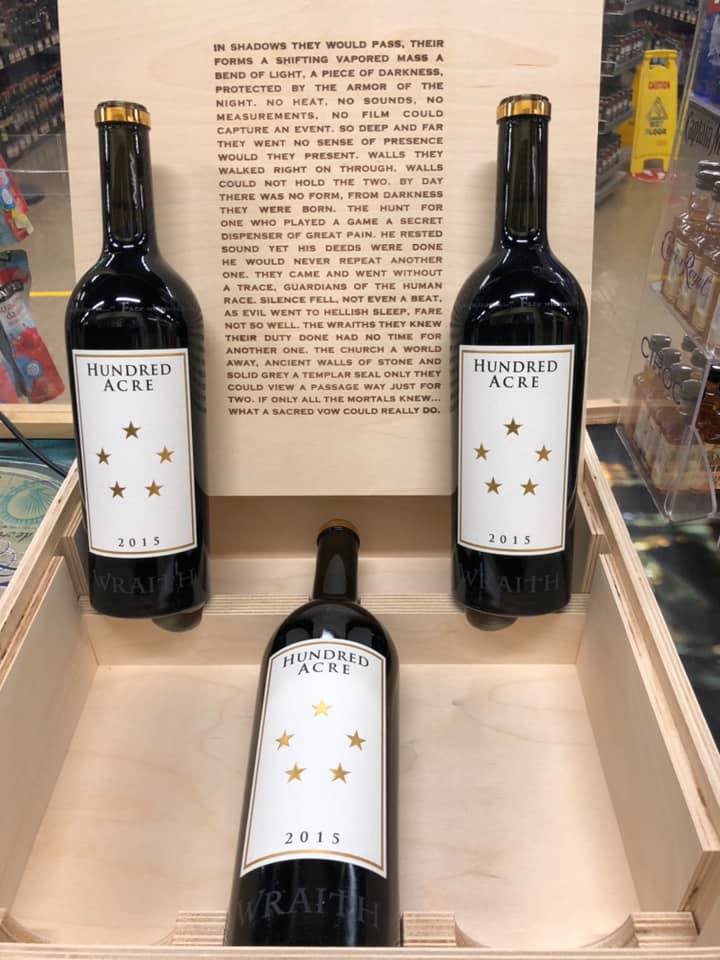 IN SHADOWS THEY WOULD PASS, THEIR
FORMS A SHIFTING VAPORED MASS A
BEND OF LIGHT, A PIECE OF DARKNESS,
PROTECTED BY THE ARMOR OF THE
NIGHT. NO HEAT, NO SOUNDS, NO
MEASUREMENTS, NO FILM COULD
CAPTURE AN EVENT. SO DEEP AND FAR
THEY WENT NO SENSE OF PRESENCE
WOULD THEY PRESENT. WALLS THEY
WALKED RIGHT ON THROUGH, WALLS
COULD NOT HOLD THE TWO. BY DAY
THERE WAS NO FORM, FROM DARKNESS
THEY WERE BORN. THE HUNT FOR
ONE WHO PLAYED A GAME A SECRET
DISPENSER OF GREAT PAIN. HE RESTED
SOUND YET HIS DEEDS WERE DONE
HE WOULD NEVER REPEAT ANOTHER
ONE. THEY CAME AND WENT WITHOUT
A TRACE, GUARDIANS OF THE HUMAN
RACE. SILENCE FELL, NOT EVEN A BEAT,
AS EVIL WENT TO HELLISH SLEEP, FARE
NOT SO WELL. THE WRAITHS THEY KNEW
THEIR DUTY DONE HAD NO TIME FOR
ANOTHER ONE. THE CHURCH A WORLD
AWAY, ANCIENT WALLS OF STONE AND
SOLID GREY A TEMPLAR SEAL ONLY THEY
COULD VIEW A PASSAGE WAY JUST FOR
TWO. IF ONLY ALL THE MORTALS KNEW...
WHAT A SACRED VOW COULD REALLY DO.
HUNDRED
ACRE
2015
WRAITH
HUNDRED
ACRE
2015
WRAITH
HUNDRED
ACRE
2015
WRAITH
CAUTION
WET
FLOOR
Captain
CÎROC